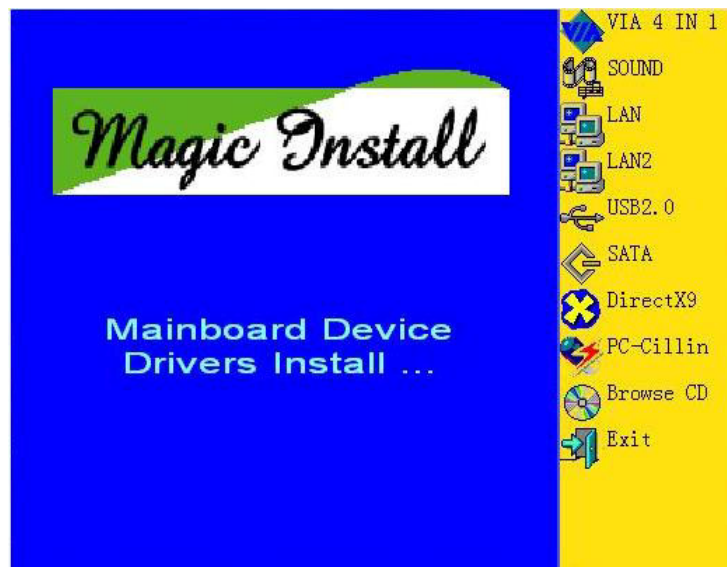 Magic Install
Mainboard Device
Drivers Install ...
VIA
VIA 4 IN 1
SOUND
LAN
LAN2
USB2.0
SATA
DirectX9
PC-Cillin
Browse CD
Exit